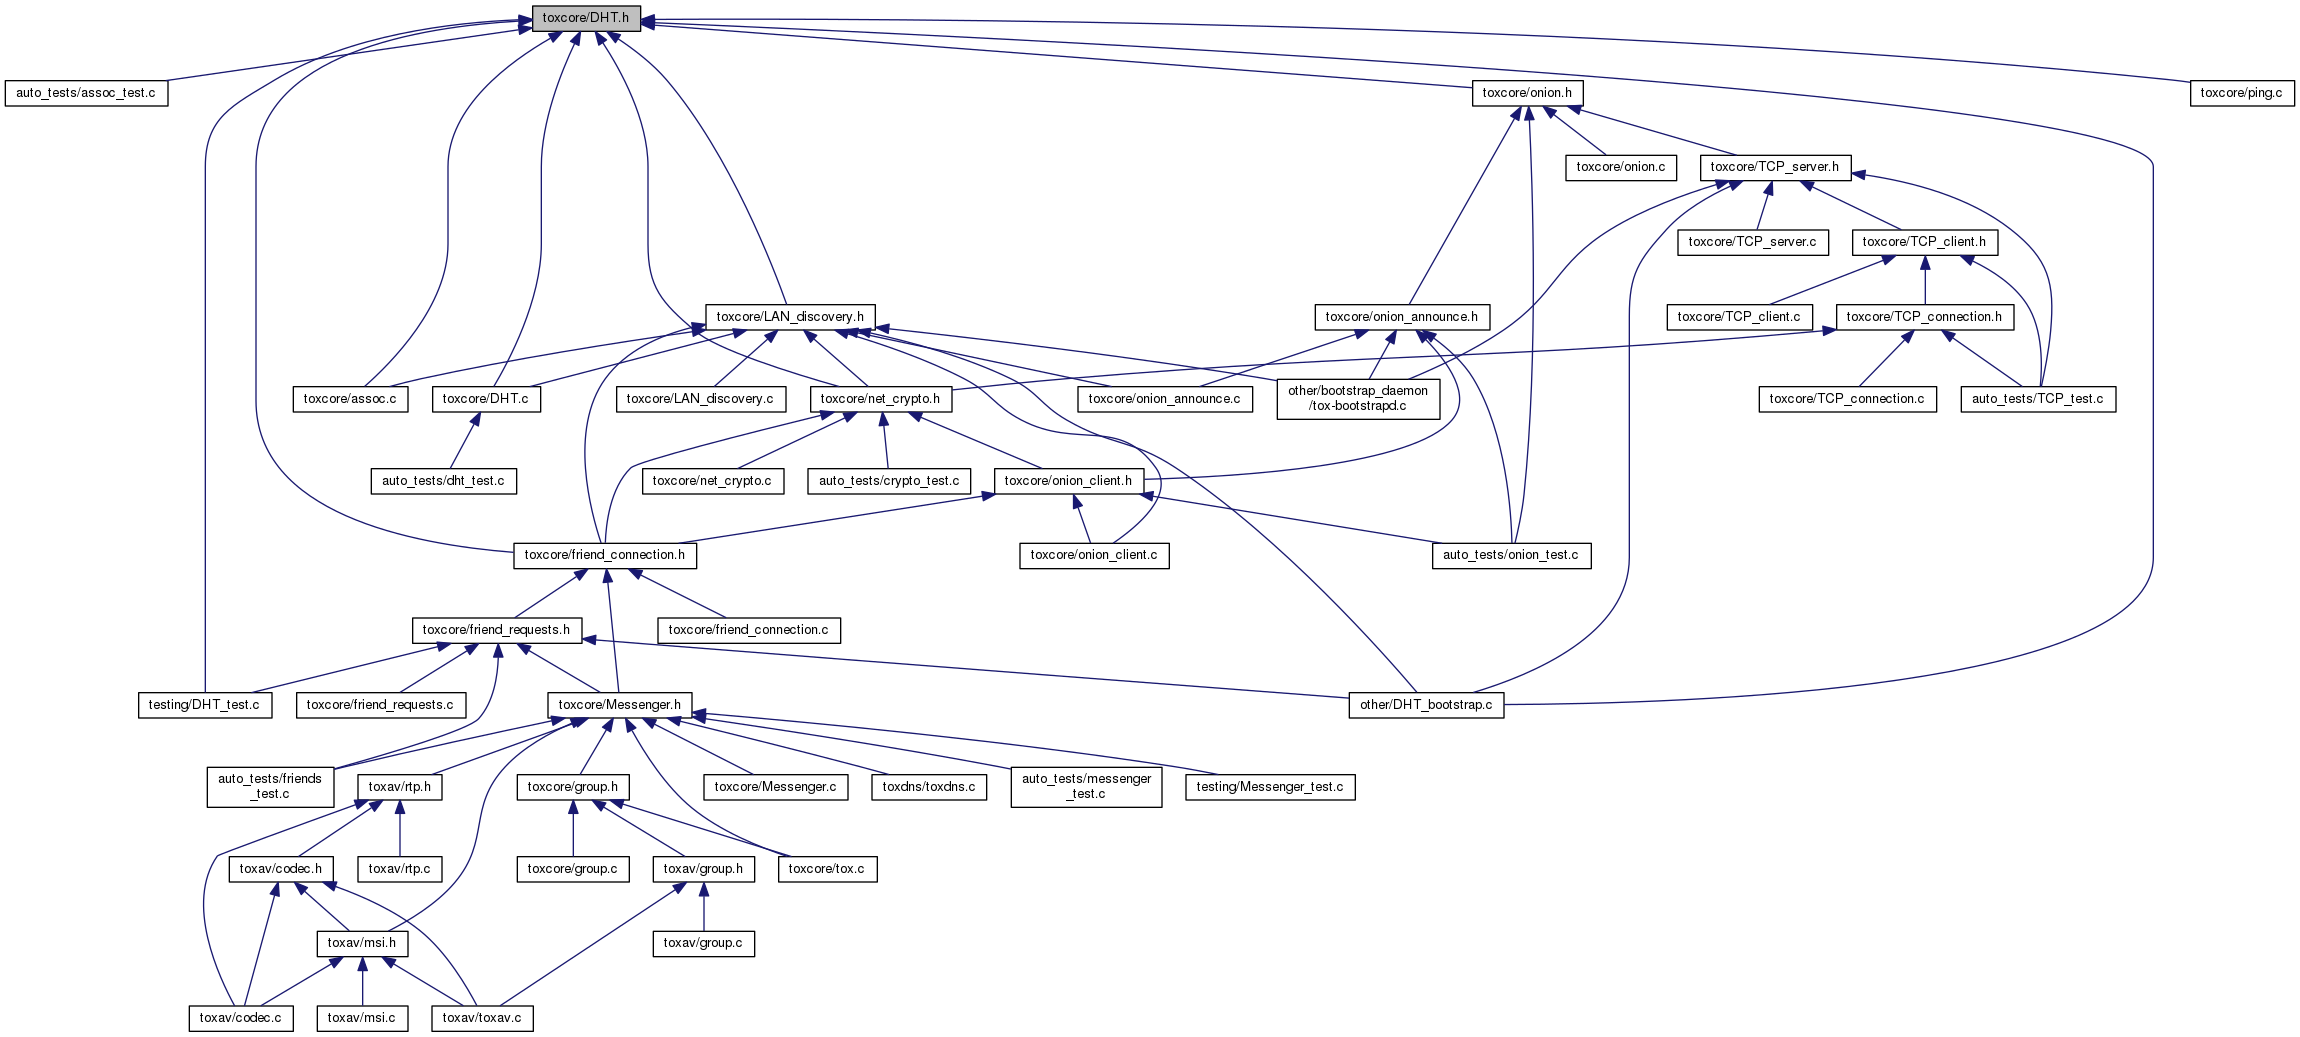 toxcore/DHT.h
auto_tests/assoc_test.c
toxcore/onion.h
toxcore/ping.c
toxcore/onion.c
toxcore/TCP_server.h
toxcore/TCP_server.c
toxcore/TCP_client.h
toxcore/LAN_discovery.h
toxcore/onion_announce.h
toxcore/TCP_client.c
toxcore/TCP_connection.h
toxcore/assoc.c
toxcore/DHT.c
toxcore/LAN_discovery.c
toxcore/net_crypto.h
toxcore/onion_announce.c
other/bootstrap_daemon
/tox-bootstrapd.c
toxcore/TCP_connection.c
auto_tests/TCP_test.c
auto_tests/dht_test.c
toxcore/net_crypto.c
auto_tests/crypto_test.c
toxcore/onion_client.h
toxcore/friend_connection.h
toxcore/onion_client.c
auto_tests/onion_test.c
toxcore/friend_requests.h
toxcore/friend_connection.c
testing/DHT_test.c
toxcore/friend_requests.c
toxcore/Messenger.h
other/DHT_bootstrap.c
auto_tests/friends
_test.c
toxav/rtp.h
toxcore/group.h
toxcore/Messenger.c
toxdns/toxdns.c
auto_tests/messenger
_test.c
testing/Messenger_test.c
toxav/codec.h
toxav/rtp.c
toxcore/group.c
toxav/group.h
toxcore/tox.c
toxav/msi.h
toxav/group.c
toxav/codec.c
toxav/msi.c
toxav/toxav.c